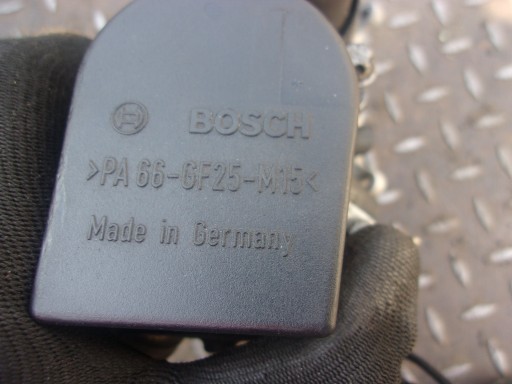 BOSCH
>PA 66-GF25-M15<
Made in Germany